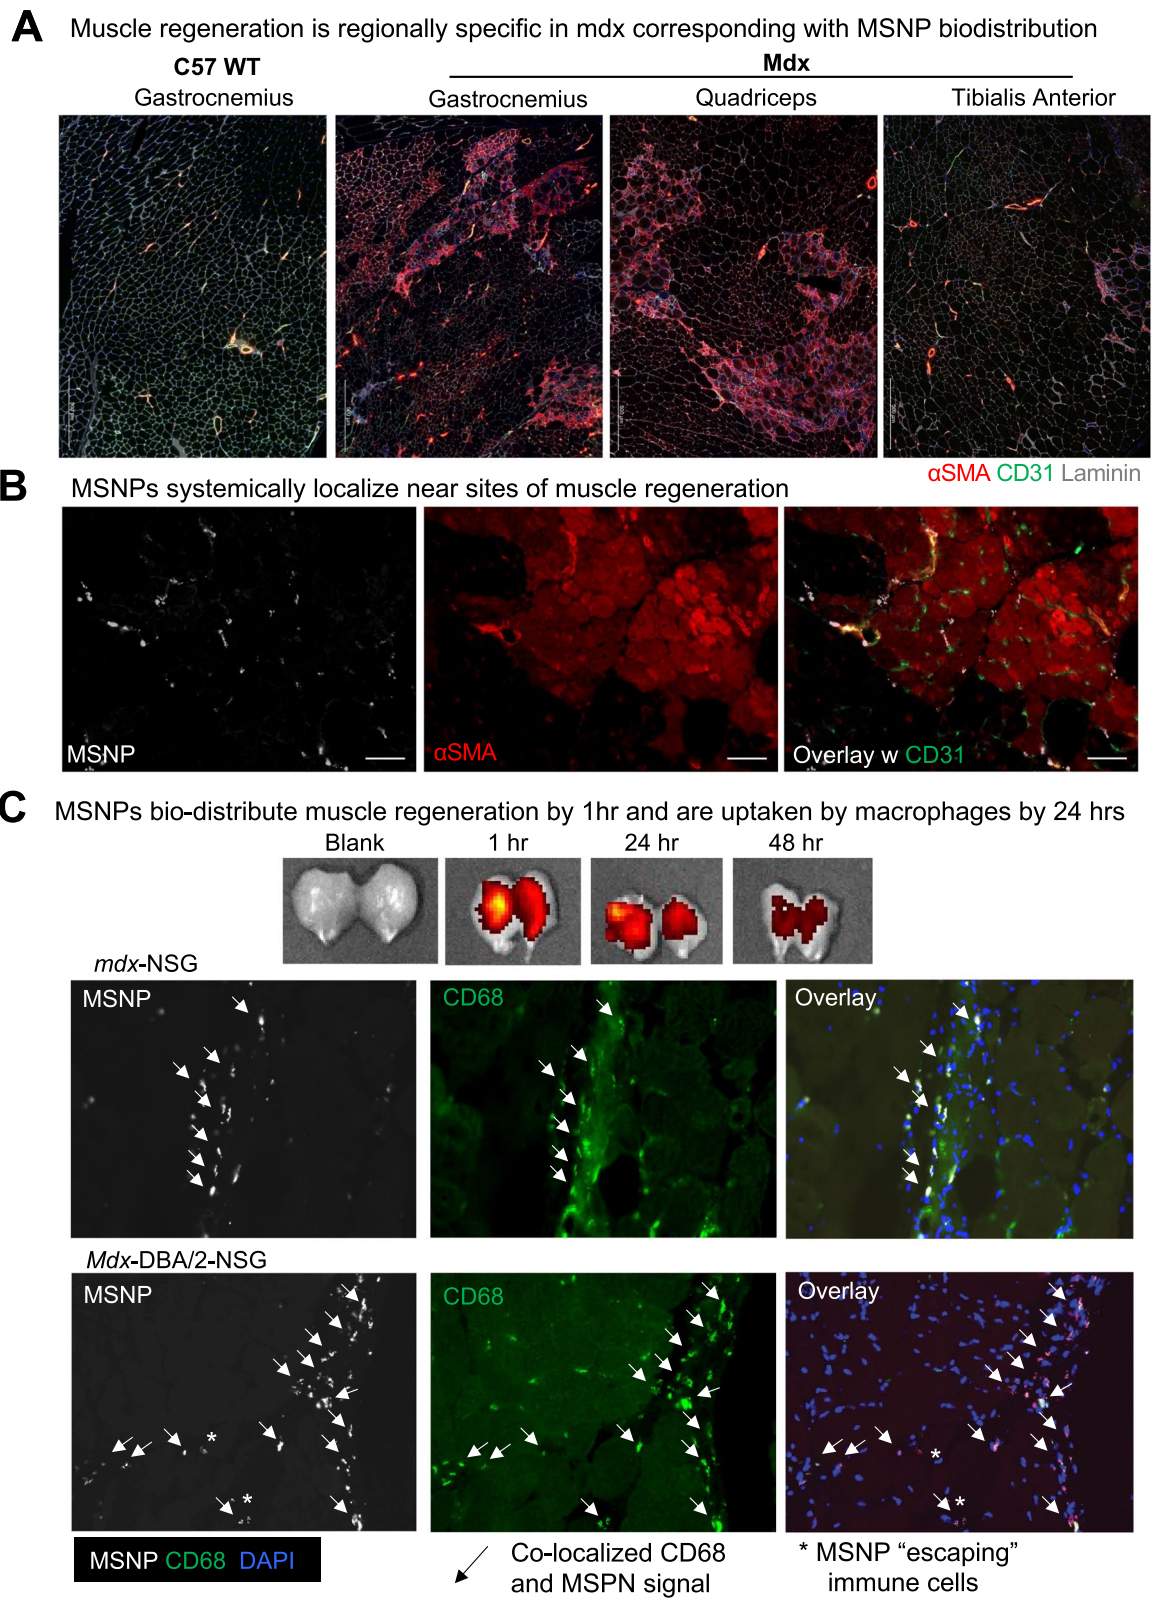 A Muscle regeneration is regionally specific in mdx corresponding with MSNP biodistribution
C57 WT
Mdx
Gastrocnemius
Gastrocnemius
Quadriceps
Tibialis Anterior
αSMA CD31 Laminin
B MSNPs systemically localize near sites of muscle regeneration
MSNP
αSMA
Overlay w CD31
C MSNPs bio-distribute muscle regeneration by 1hr and are uptaken by macrophages by 24 hrs
Blank
1 hr
24 hr
48 hr
mdx-NSG
MSNP
CD68
Overlay
Mdx-DBA/2-NSG
MSNP
CD68
Overlay
*
*
*
*
MSNP CD68 DAPI
Co-localized CD68
and MSPN signal
* MSNP “escaping”
immune cells